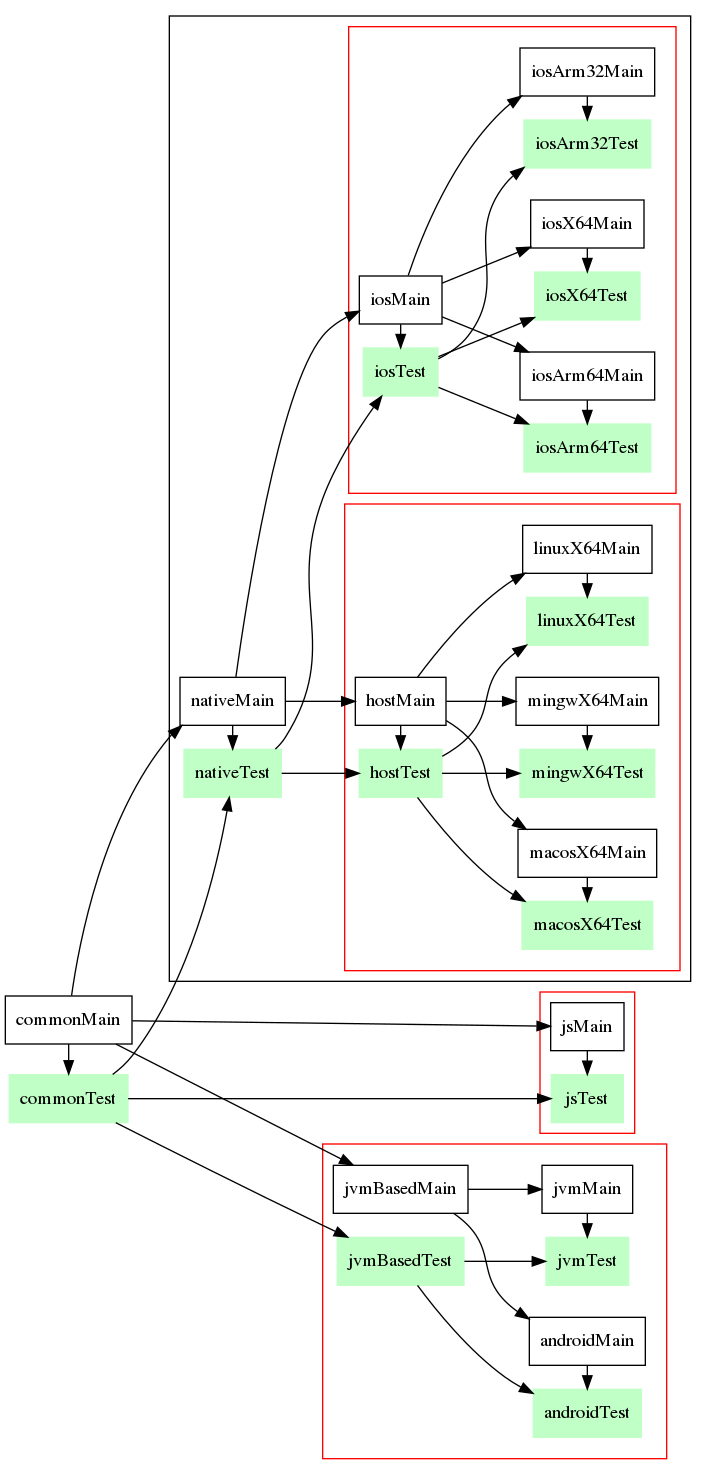 iosArm32Main
iosArm32Test
iosX64Main
iosX64Test
iosMain
iosTest
iosArm64Main
iosArm64Test
linuxX64Main
linuxX64Test
nativeMain
hostMain
mingwX64Main
nativeTest
hostTest
mingwX64Test
macosX64Main
macosX64Test
commonMain
jsMain
commonTest
jsTest
jvmBasedMain
jvmMain
jvmBasedTest
jvmTest
androidMain
androidTest